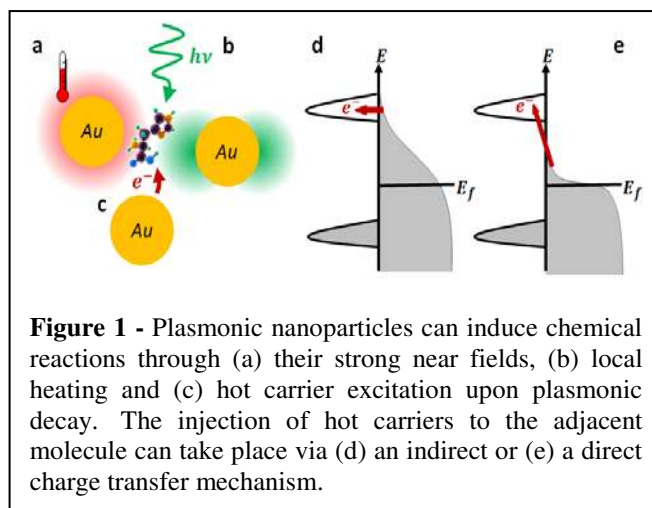 a
b
hν
d
E
e
E
e⁻
e⁻
Au
Au
e⁻
E_f
E_f
c
Au
Figure 1 - Plasmonic nanoparticles can induce chemical
reactions through (a) their strong near fields, (b) local
heating and (c) hot carrier excitation upon plasmonic
decay. The injection of hot carriers to the adjacent
molecule can take place via (d) an indirect or (e) a direct
charge transfer mechanism.